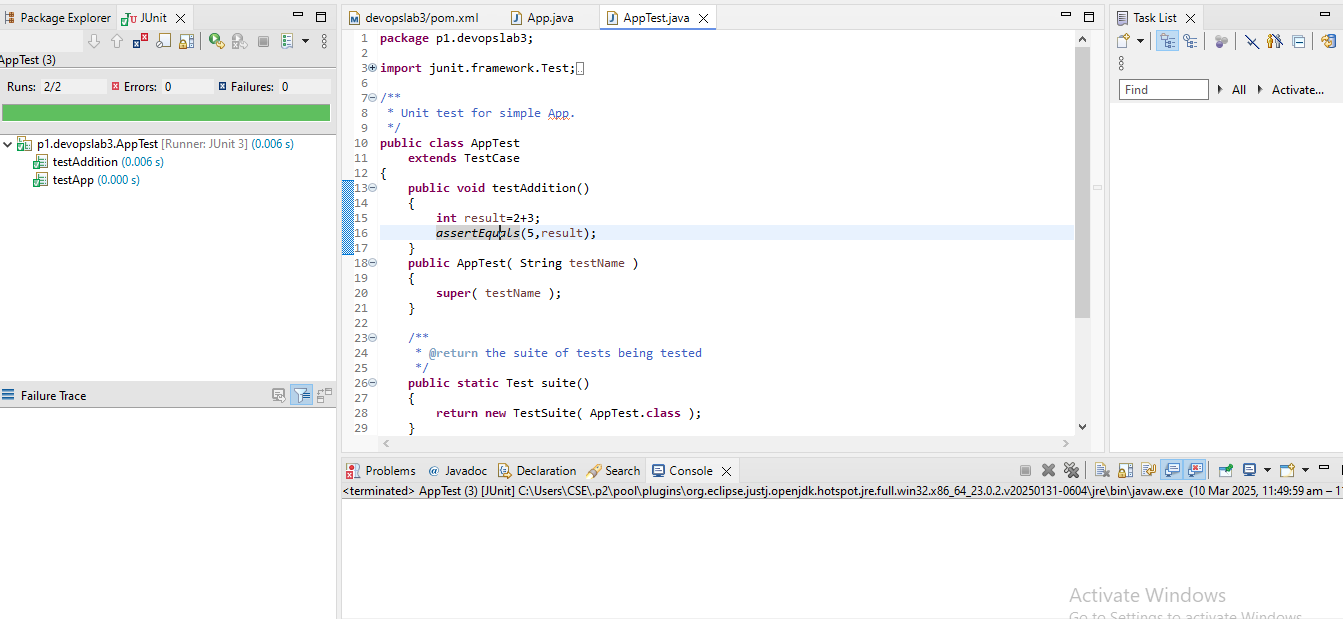 Package Explorer JUnit
AppTest (3)
Runs: 2/2 Errors: 0 Failures: 0
p1.devopslab3.AppTest [Runner: JUnit 3] (0.006 s)
testAddition (0.006 s)
testApp (0.000 s)
Failure Trace
devopslab3/pom.xml App.java AppTest.java
1 package p1.devopslab3;
2
3 import junit.framework.Test;
6
7 /**
8 * Unit test for simple App.
9 */
10 public class AppTest
11 extends TestCase
12 {
13 public void testAddition()
14 {
15 int result=2+3;
16 assertEquals(5,result);
17 }
18 public AppTest( String testName )
19 {
20 super( testName );
21 }
22
23 /**
24 * @return the suite of tests being tested
25 */
26 public static Test suite()
27 {
28 return new TestSuite( AppTest.class );
29 }
Task List
Find All Activate...
Problems Javadoc Declaration Search Console
<terminated> AppTest (3) [JUnit] C:\Users\CSE\.p2\pool\plugins\org.eclipse.justj.openjdk.hotspot.jre.full.win32.x86_64_23.0.2.v20250131-0604\jre\bin\javaw.exe (10 Mar 2025, 11:49:59 am – 1
Activate Windows
Go to Settings to activate Windows.